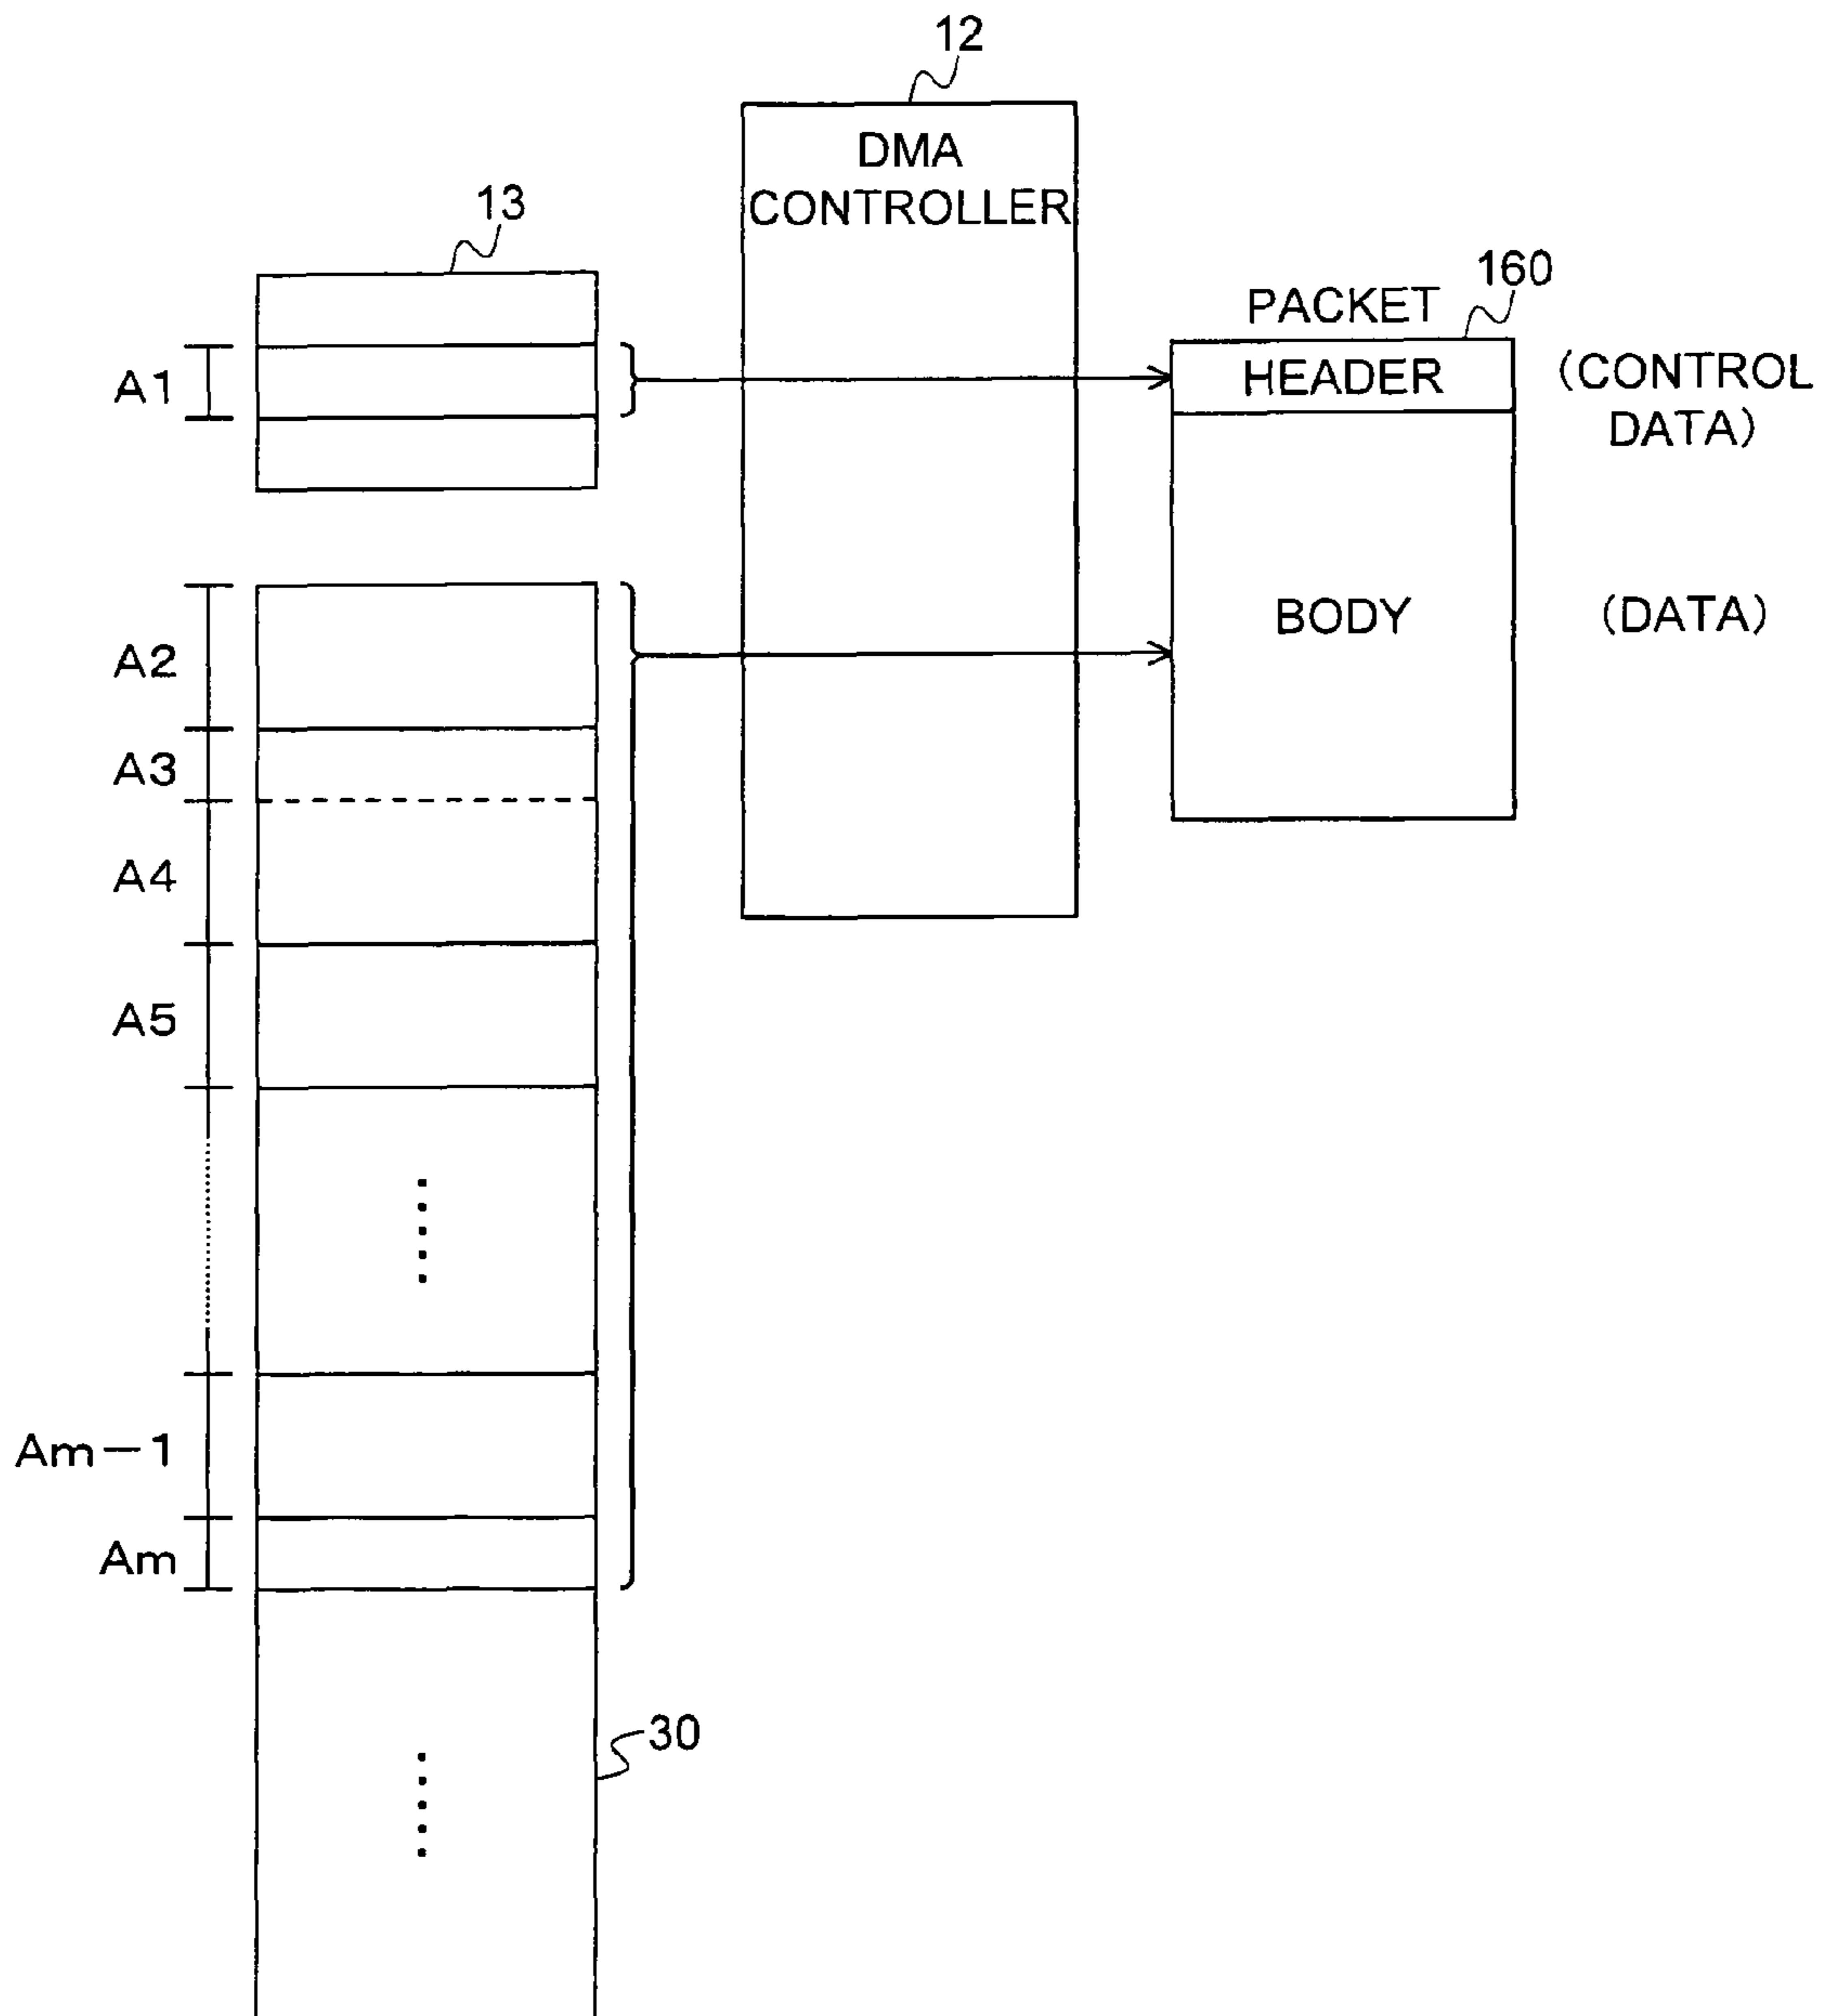 12
DMA
CONTROLLER
13
160
PACKET
HEADER
(CONTROL
DATA)
A1
BODY
(DATA)
A2
A3
A4
A5
Am−1
Am
30